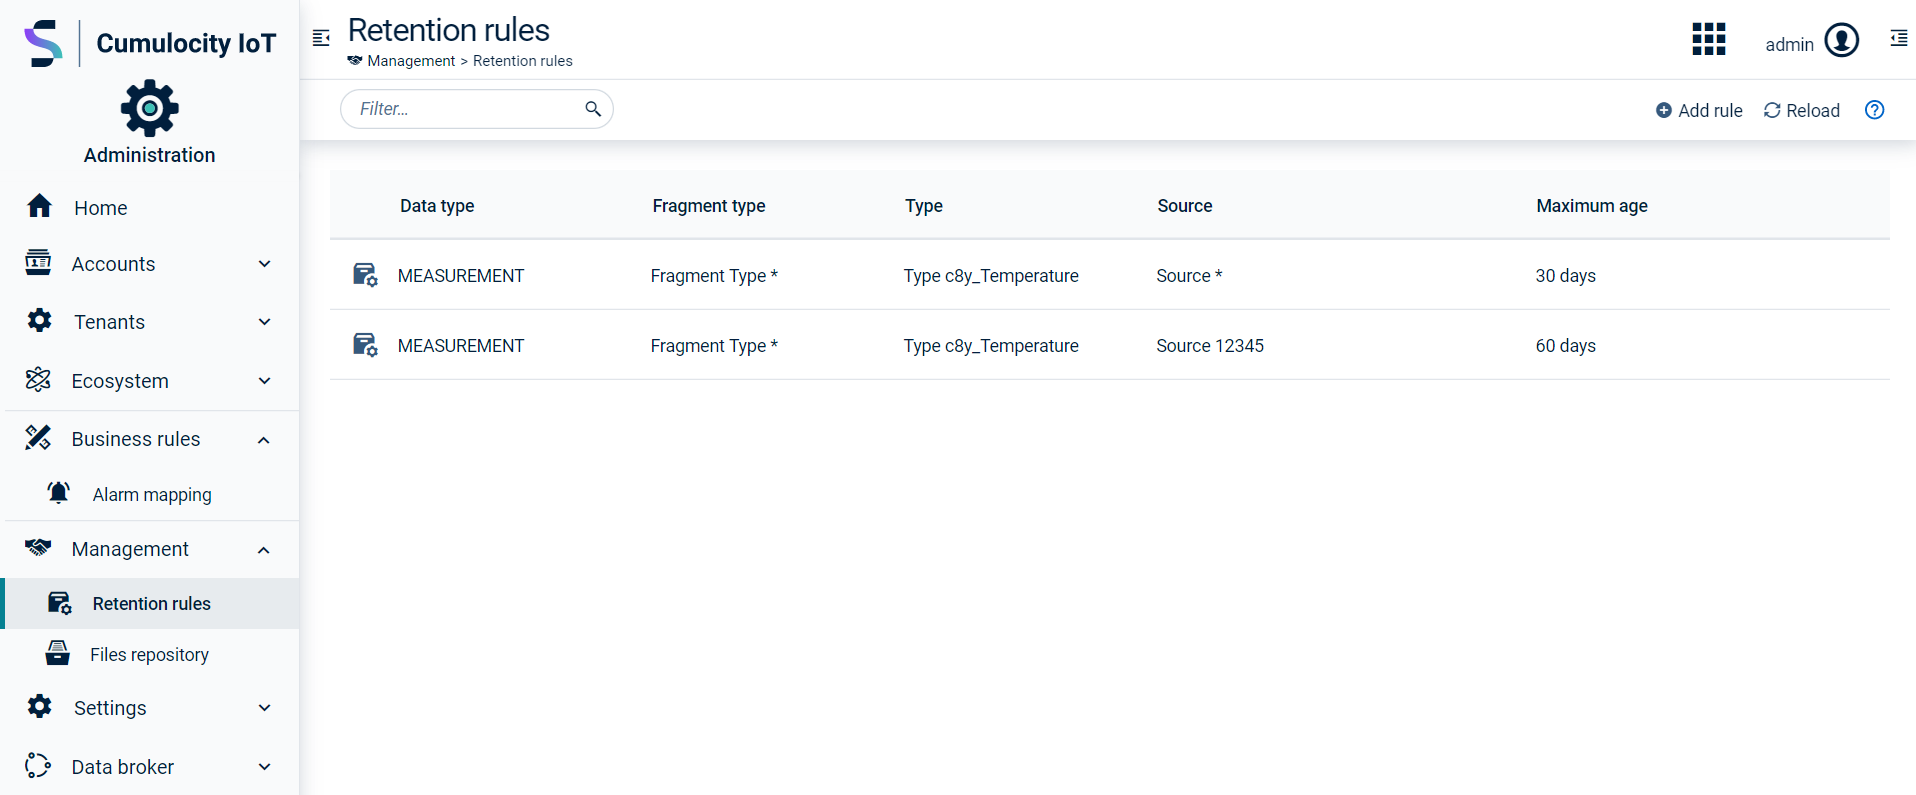 Cumulocity IoT
Administration
Home
Accounts
Tenants
Ecosystem
Business rules
Alarm mapping
Management
Retention rules
Files repository
Settings
Data broker
Retention rules
Management > Retention rules
admin
Filter...
Add rule
Reload
?
Data type Fragment type Type Source Maximum age
MEASUREMENT Fragment Type * Type c8y_Temperature Source * 30 days
MEASUREMENT Fragment Type * Type c8y_Temperature Source 12345 60 days